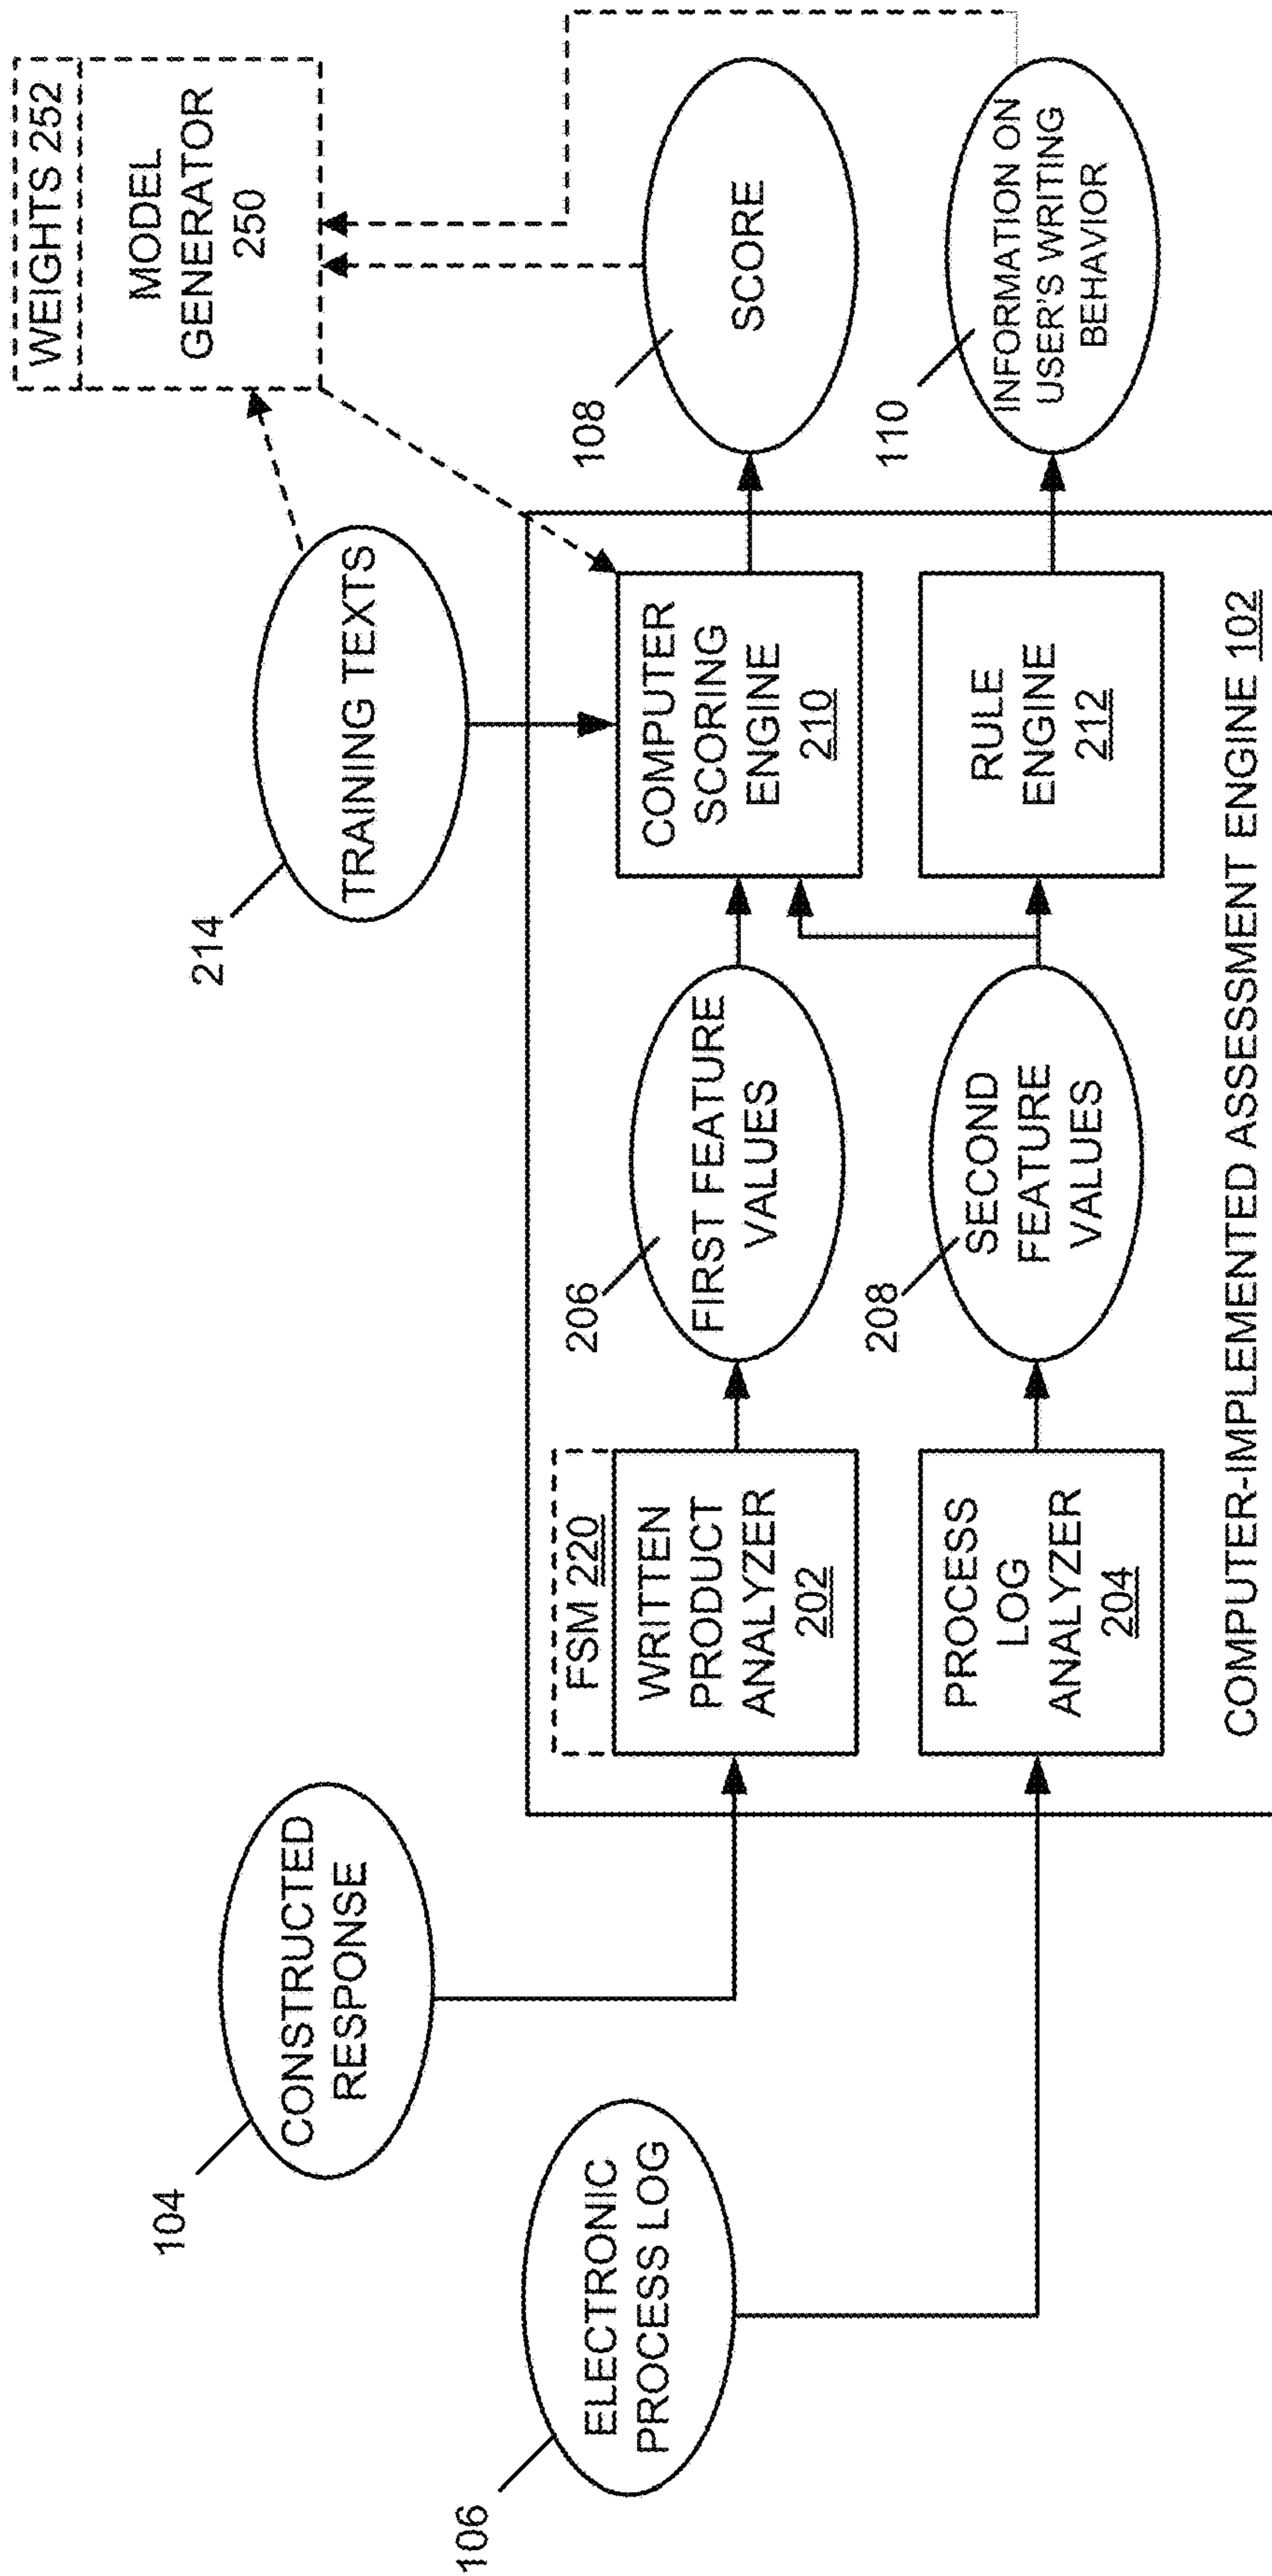 WEIGHTS 252
MODEL
GENERATOR
250
214
TRAINING TEXTS
104
CONSTRUCTED
RESPONSE
106
ELECTRONIC
PROCESS LOG
FSM 220
WRITTEN
PRODUCT
ANALYZER
202
206
FIRST FEATURE
VALUES
COMPUTER
SCORING
ENGINE
210
108
SCORE
PROCESS
LOG
ANALYZER
204
208
SECOND
FEATURE
VALUES
RULE
ENGINE
212
110
INFORMATION ON
USER'S WRITING
BEHAVIOR
COMPUTER-IMPLEMENTED ASSESSMENT ENGINE 102